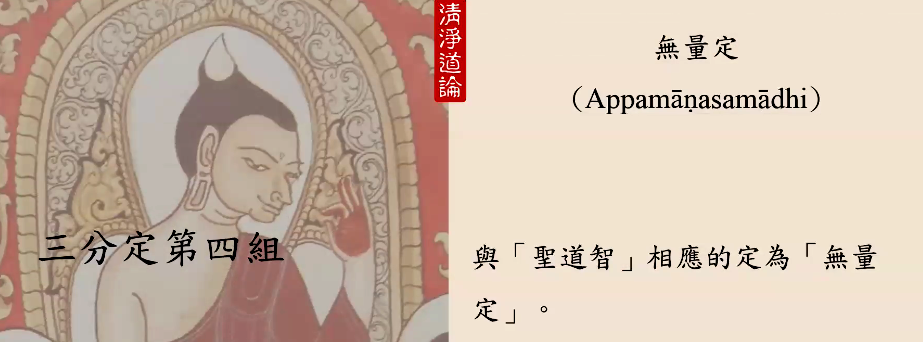 三分定第四組
清淨道論
無量定
（Appamāṇasamādhi）
與「聖道智」相應的定為「無量
定」。